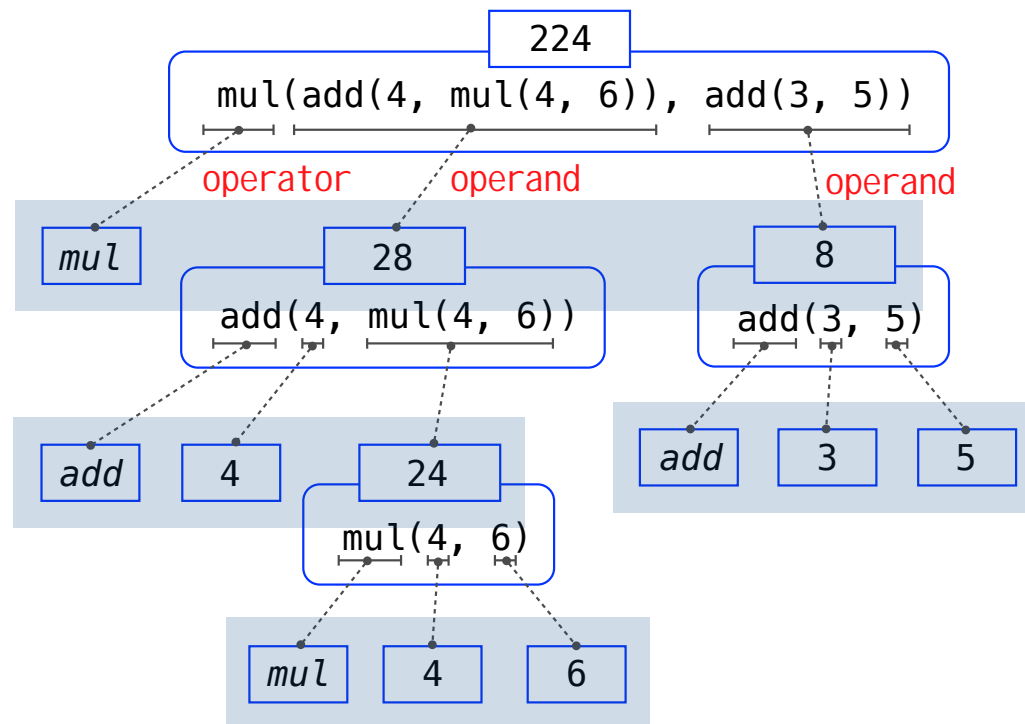 224
mul(add(4, mul(4, 6)), add(3, 5))
operator operand operand
mul 28 8
add(4, mul(4, 6)) add(3, 5)
add 4 24 add 3 5
mul(4, 6)
mul 4 6